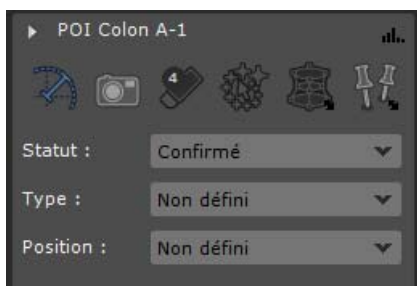 POI Colon A-1
4
Statut : Confirmé
Type : Non défini
Position : Non défini